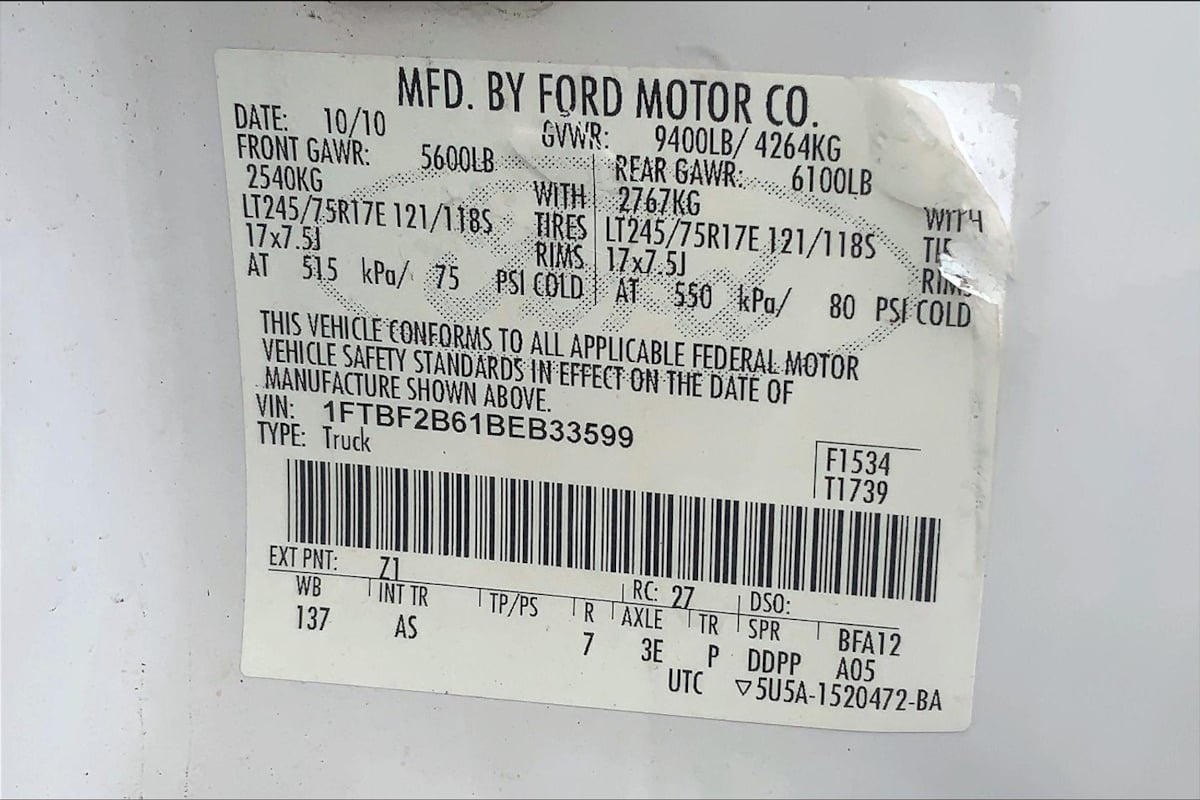 MFD. BY FORD MOTOR CO.
DATE: 10/10 GVWR: 9400LB/ 4264KG
FRONT GAWR: 5600LB REAR GAWR: 6100LB
2540KG WITH 2767KG WITH
LT245/75R17E 121/118S TIRES LT245/75R17E 121/118S
17x7.5J RIMS 17x7.5J
AT 515 kPa/ 75 PSI COLD AT 550 kPa/ 80 PSI COLD
THIS VEHICLE CONFORMS TO ALL APPLICABLE FEDERAL MOTOR
VEHICLE SAFETY STANDARDS IN EFFECT ON THE DATE OF
MANUFACTURE SHOWN ABOVE.
VIN: 1FTBF2B61BEB33599
TYPE: Truck
F1534
T1739
EXT PNT: Z1 RC: 27 DSO:
WB INT TR TP/PS R AXLE TR SPR BFA12
137 AS 7 3E P DDPP A05
UTC ▽5U5A-1520472-BA